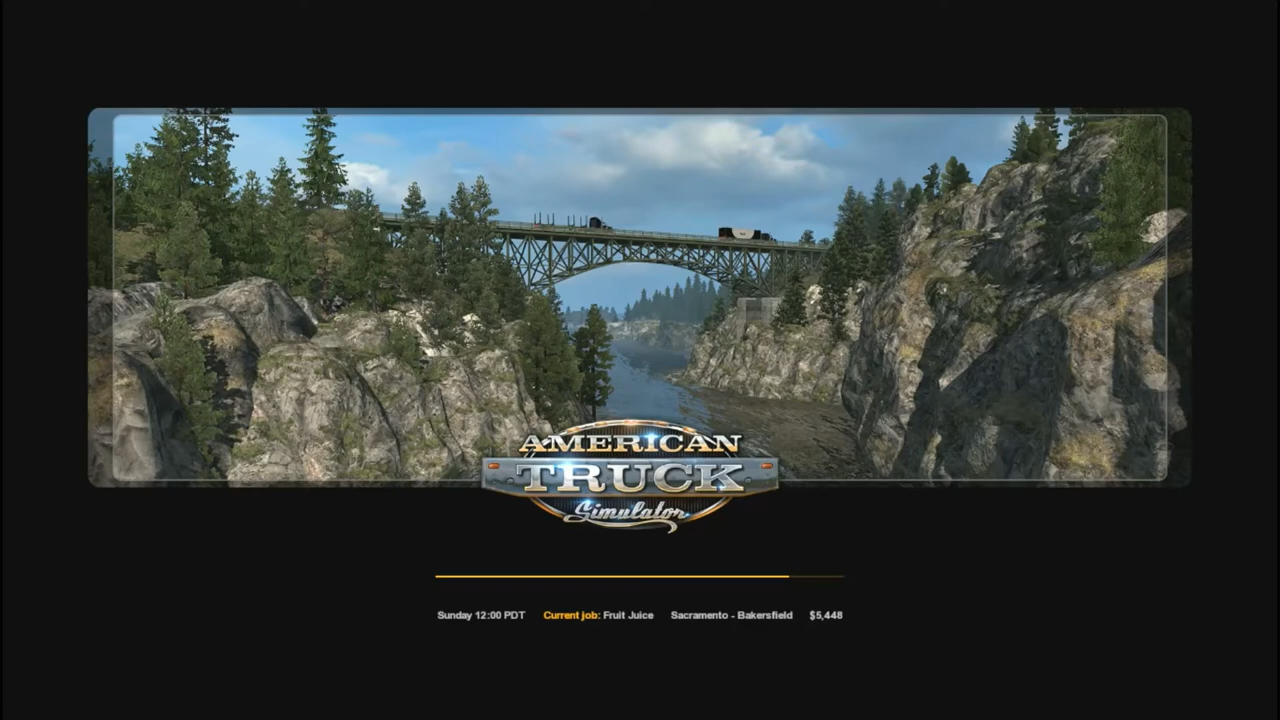 AMERICAN
TRUCK
Simulator
Sunday 12:00 PDT Current job: Fruit Juice Sacramento - Bakersfield $5,448